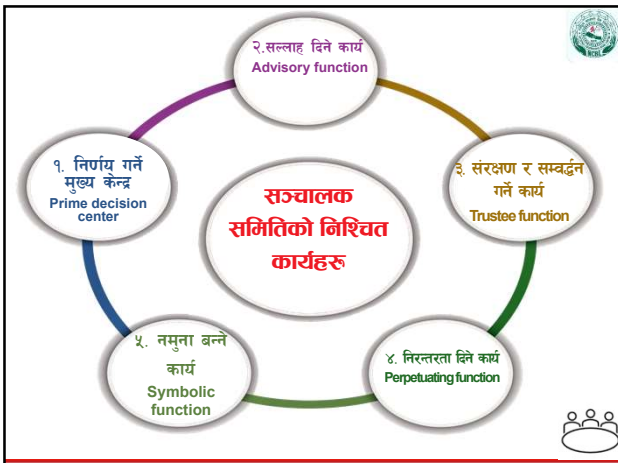 सञ्चालक
समितिको निश्चित
कार्यहरू
१. निर्णय गर्ने
मुख्य केन्द्र
Prime decision
center
२.सल्लाह दिने कार्य
Advisory function
३. संरक्षण र सम्वर्द्धन
गर्ने कार्य
Trustee function
४. निरन्तरता दिने कार्य
Perpetuating function
५. नमुना बन्ने
कार्य
Symbolic
function